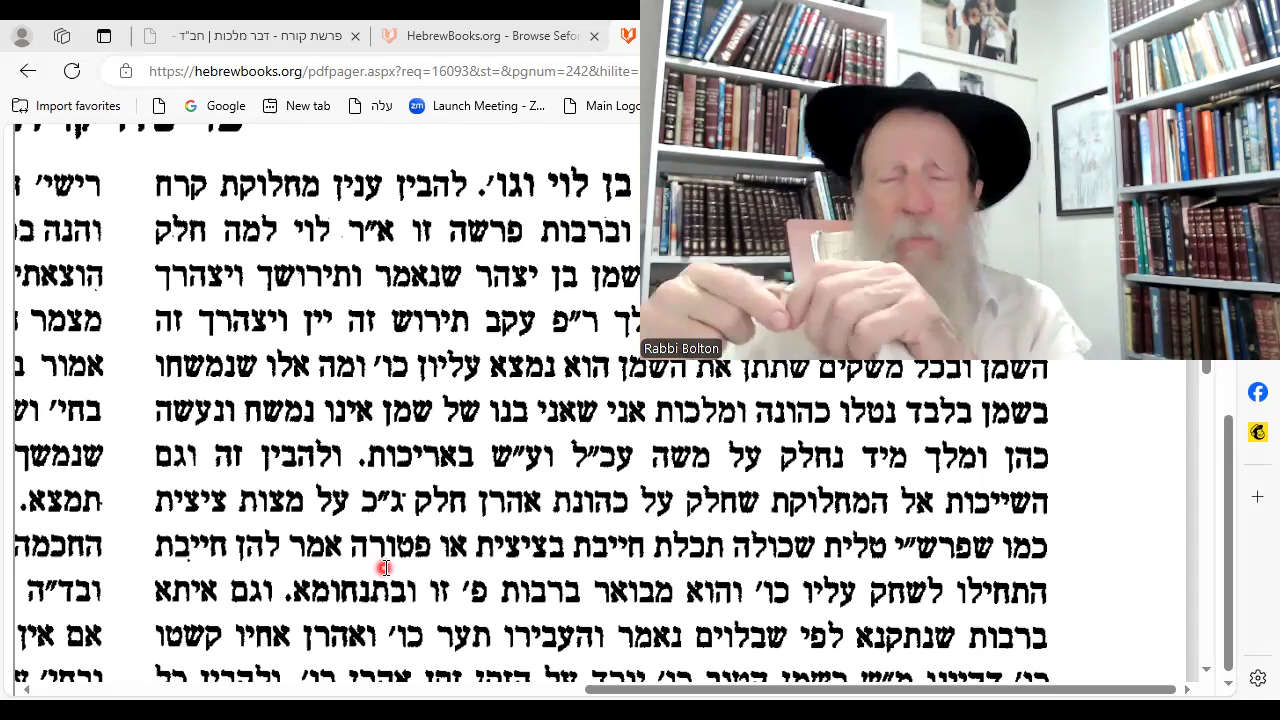 פרשת קורח - דבר מלכות | חב"ד -
HebrewBooks.org - Browse Sefor
https://hebrewbooks.org/pdfpager.aspx?req=16093&st=&pgnum=242&hilite=
Import favorites
Google
New tab
עלה
Launch Meeting - Z...
Main Logo
Rabbi Bolton
בן לוי וגו׳. להבין ענין מחלוקת קרח
וברבות פרשה זו א״ר לוי למה חלק
שמן בן יצהר שנאמר ותירושך ויצהרך
ר״פ עקב תירוש זה יין ויצהרך זה
השמן ובכל משקים שתתן את השמן הוא נמצא עליון כו׳ ומה אלו שנמשחו
בשמן בלבד נטלו כהונה ומלכות אני שאני בנו של שמן אינו נמשח ונעשה
כהן ומלך מיד נחלק על משה עכ״ל וע״ש באריכות. ולהבין זה וגם
השייכות אל המחלוקת שחלק על כהונת אהרן חלק ג״כ על מצות ציצית
כמו שפרש״י טלית שכולה תכלת חייבת בציצית או פטורה אמר להן חייבת
התחילו לשחק עליו כו׳ והוא מבואר ברבות פ׳ זו ובתנחומא. וגם איתא
ברבות שנתקנא לפי שבלוים נאמר והעבירו תער כו׳ ואהרן אחיו קשטו
רישי׳
והנה
הוצאתי
מצמר
אמור
בחי׳
שנמשך
תמצא.
החכמה
ובד״ה
אם אין